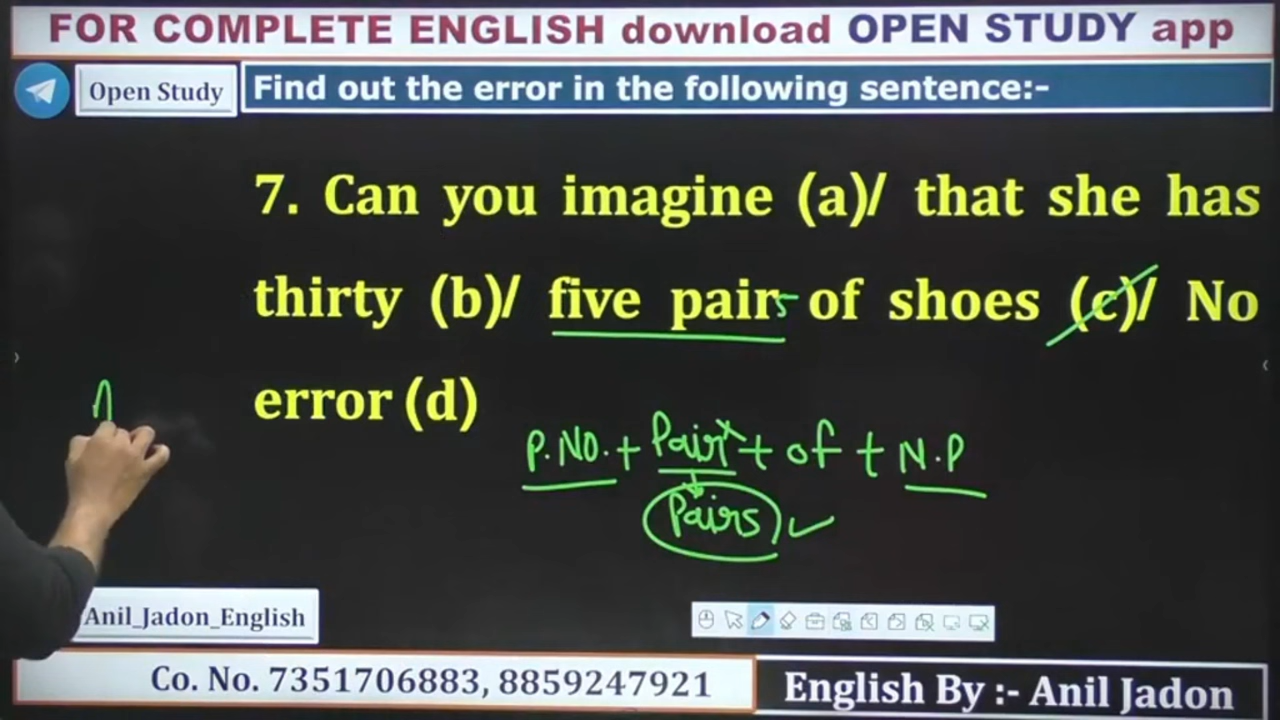 FOR COMPLETE ENGLISH download OPEN STUDY app
Open Study
Find out the error in the following sentence:-
7. Can you imagine (a)/ that she has
thirty (b)/ five pairs of shoes (c)/ No
error (d)
P.NO. + Pair + of + N.P
Pairs
Anil_Jadon_English
Co. No. 7351706883, 8859247921
English By :- Anil Jadon